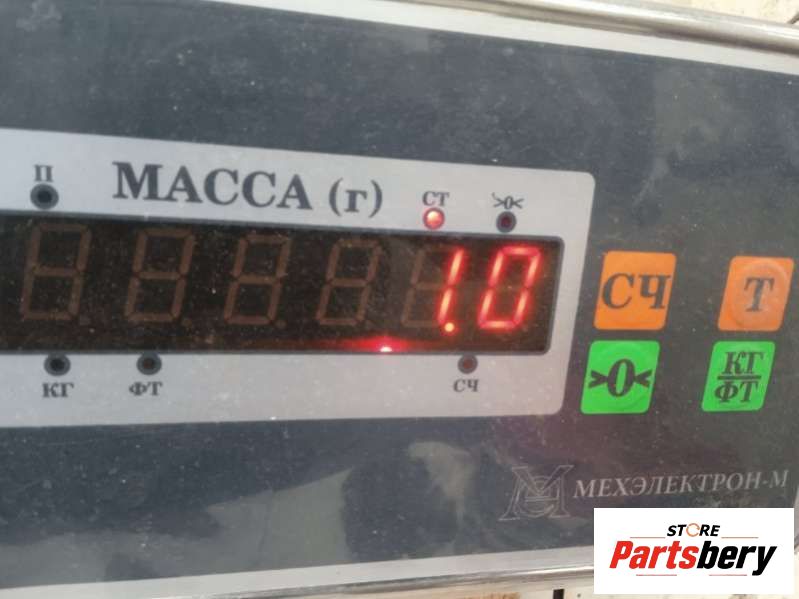 П МАССА (г) СТ >0<
1.0
КГ ФТ СЧ
СЧ Т
>0< КГ
ФТ
М МЕХЭЛЕКТРОН-М
STORE
Partsbery